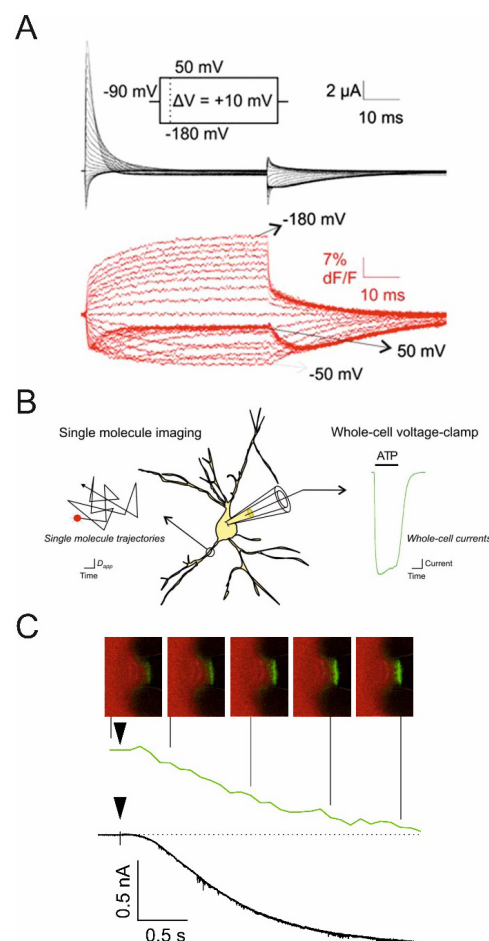 A
50 mV
-90 mV
ΔV = +10 mV
-180 mV
2 µA
10 ms
-180 mV
7%
dF/F
10 ms
50 mV
-50 mV
B
Single molecule imaging
Whole-cell voltage-clamp
ATP
Single molecule trajectories
Dapp
Time
Whole-cell currents
Current
Time
C
0.5 nA
0.5 s